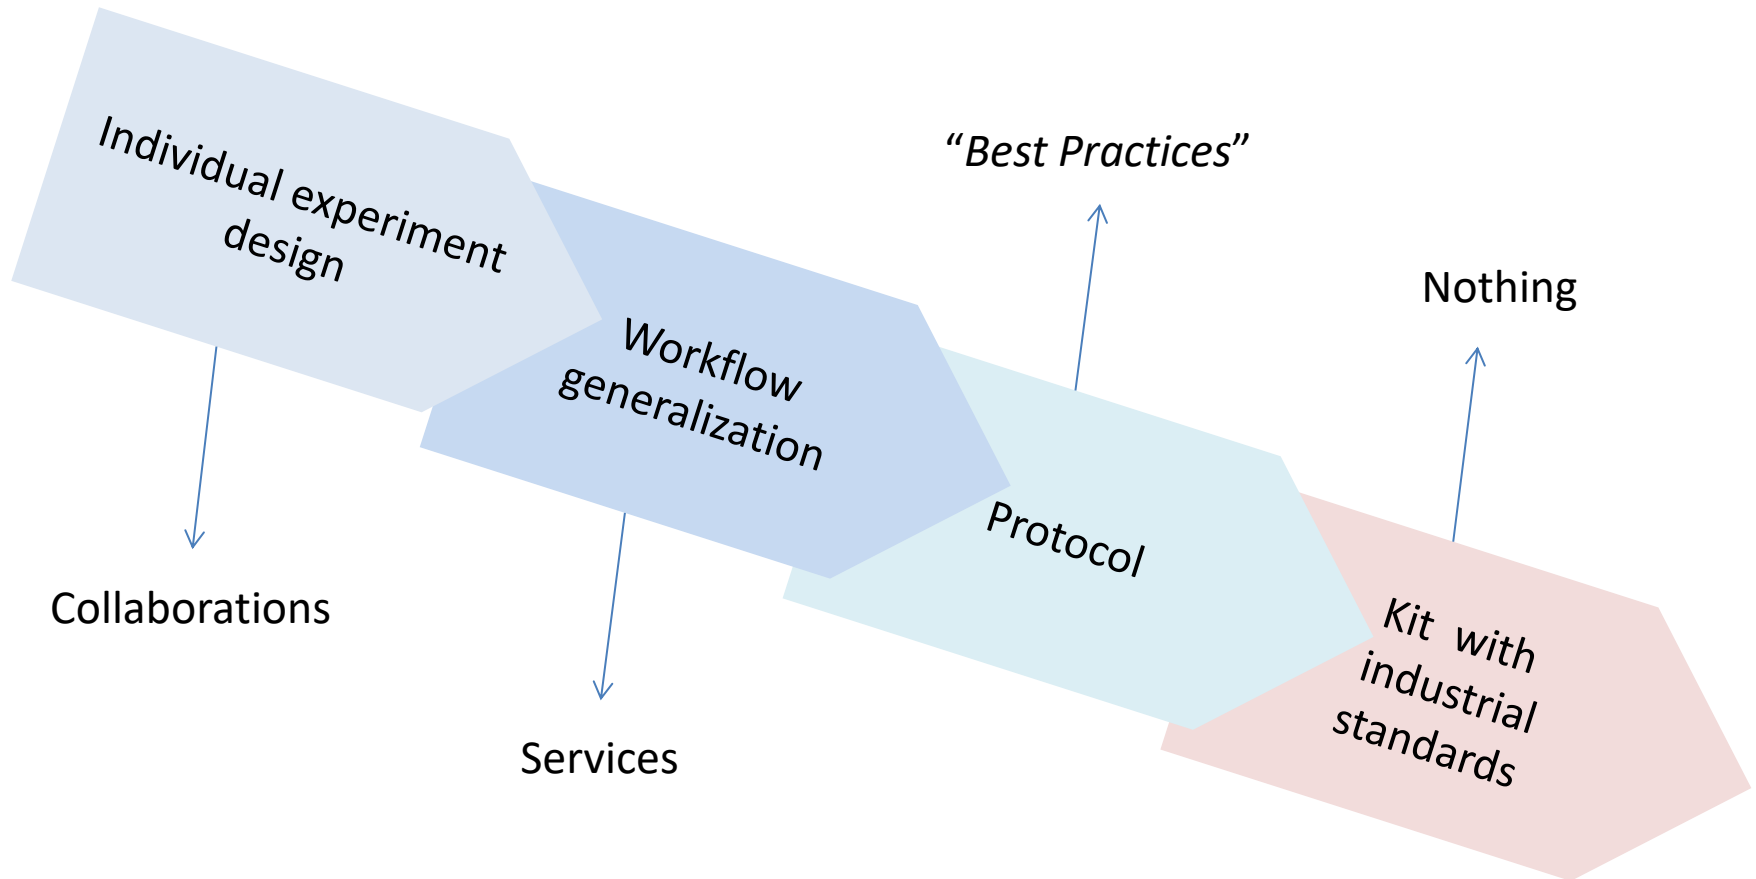 Individual experiment
design
Collaborations
Workflow
generalization
Services
“Best Practices”
Protocol
Nothing
Kit with
industrial
standards